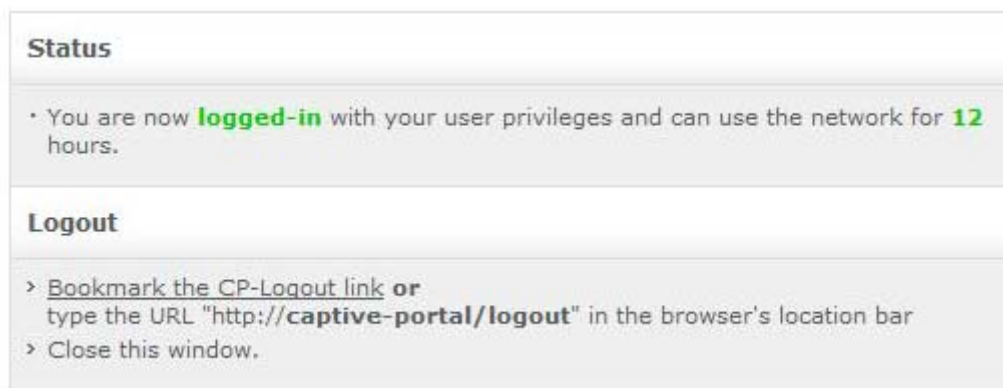 Status
· You are now logged-in with your user privileges and can use the network for 12
hours.
Logout
> Bookmark the CP-Logout link or
type the URL "http://captive-portal/logout" in the browser's location bar
> Close this window.